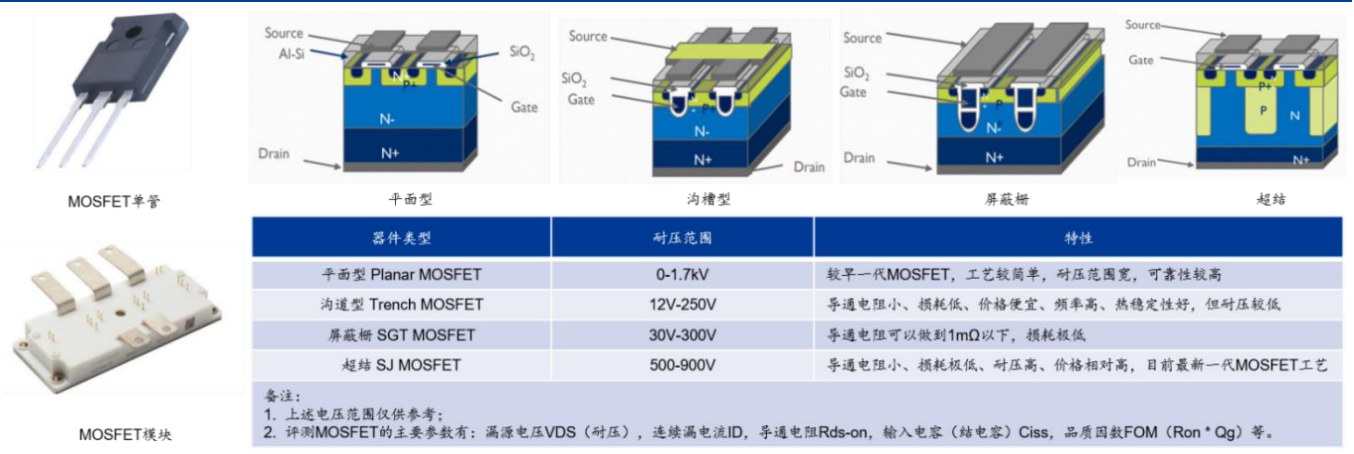 MOSFET单管
MOSFET模块
Source
Al-Si
SiO2
Gate
N+
P+
N-
N+
Drain
平面型
Source
SiO2
Gate
P+
N-
N+
Drain
沟槽型
Source
SiO2
Gate
P
N-
N+
Drain
屏蔽栅
Source
Gate
P+
P
N
N+
Drain
超结
器件类型 耐压范围 特性
平面型 Planar MOSFET 0-1.7kV 较早一代MOSFET，工艺较简单，耐压范围宽，可靠性较高
沟道型 Trench MOSFET 12V-250V 导通电阻小、损耗低、价格便宜、频率高、热稳定性好，但耐压较低
屏蔽栅 SGT MOSFET 30V-300V 导通电阻可以做到1mΩ以下，损耗极低
超结 SJ MOSFET 500-900V 导通电阻小、损耗极低、耐压高、价格相对高，目前最新一代MOSFET工艺
备注：
1. 上述电压范围仅供参考；
2. 评测MOSFET的主要参数有：漏源电压VDS（耐压），连续漏电流ID，导通电阻Rds-on，输入电容（结电容）Ciss，品质因数FOM（Ron * Qg）等。